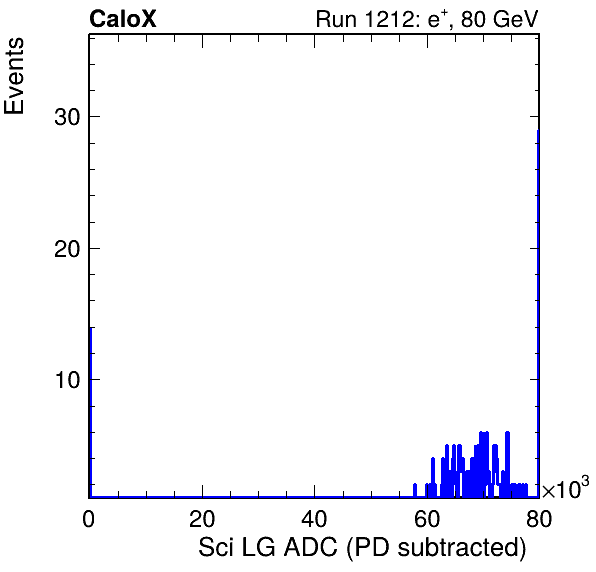 CaloX Run 1212: e⁺, 80 GeV
Events
30
20
10
0 20 40 60 80
×10³
Sci LG ADC (PD subtracted)